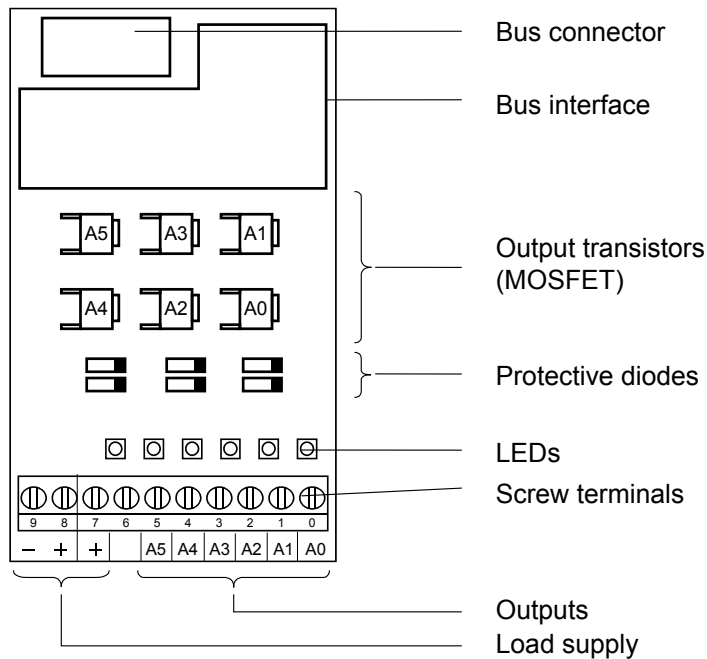 Bus connector
Bus interface
A5 A3 A1
Output transistors
(MOSFET)
A4 A2 A0
Protective diodes
LEDs
Screw terminals
9 8 7 6 5 4 3 2 1 0
− + + A5 A4 A3 A2 A1 A0
Outputs
Load supply